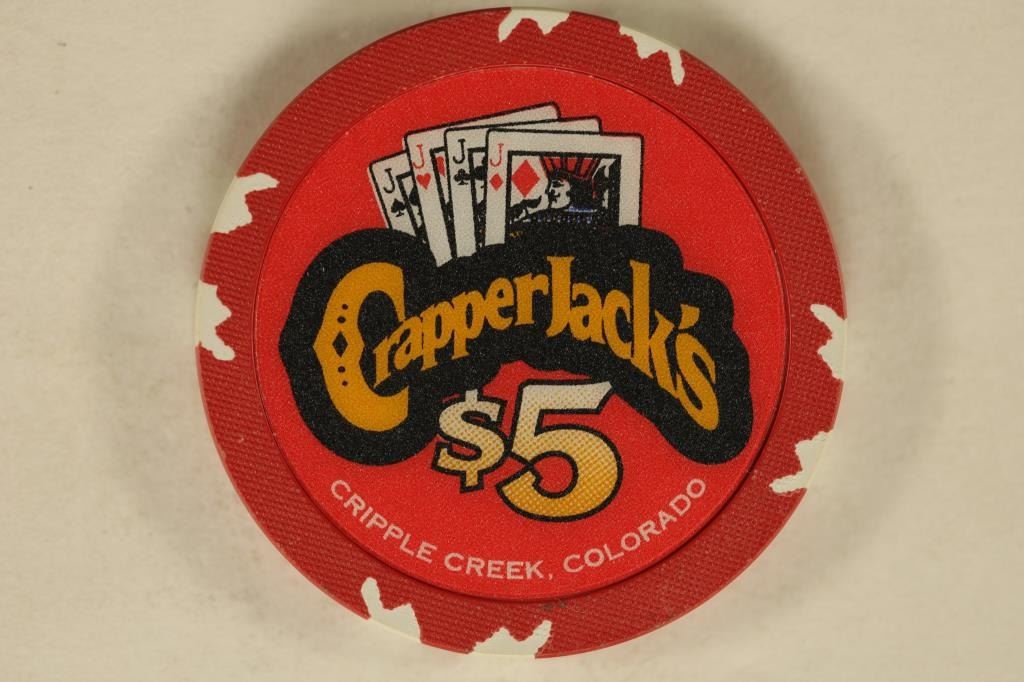 J J J J
CrapperJack's
$5
CRIPPLE CREEK, COLORADO